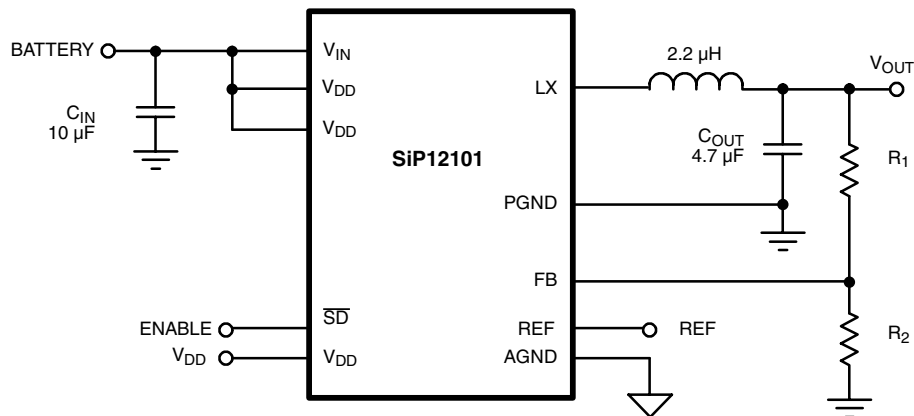 BATTERY
C_IN
10 µF
V_IN
V_DD
V_DD
SiP12101
LX
2.2 µH
V_OUT
C_OUT
4.7 µF
R_1
PGND
FB
ENABLE
SD
REF
REF
R_2
V_DD
V_DD
AGND